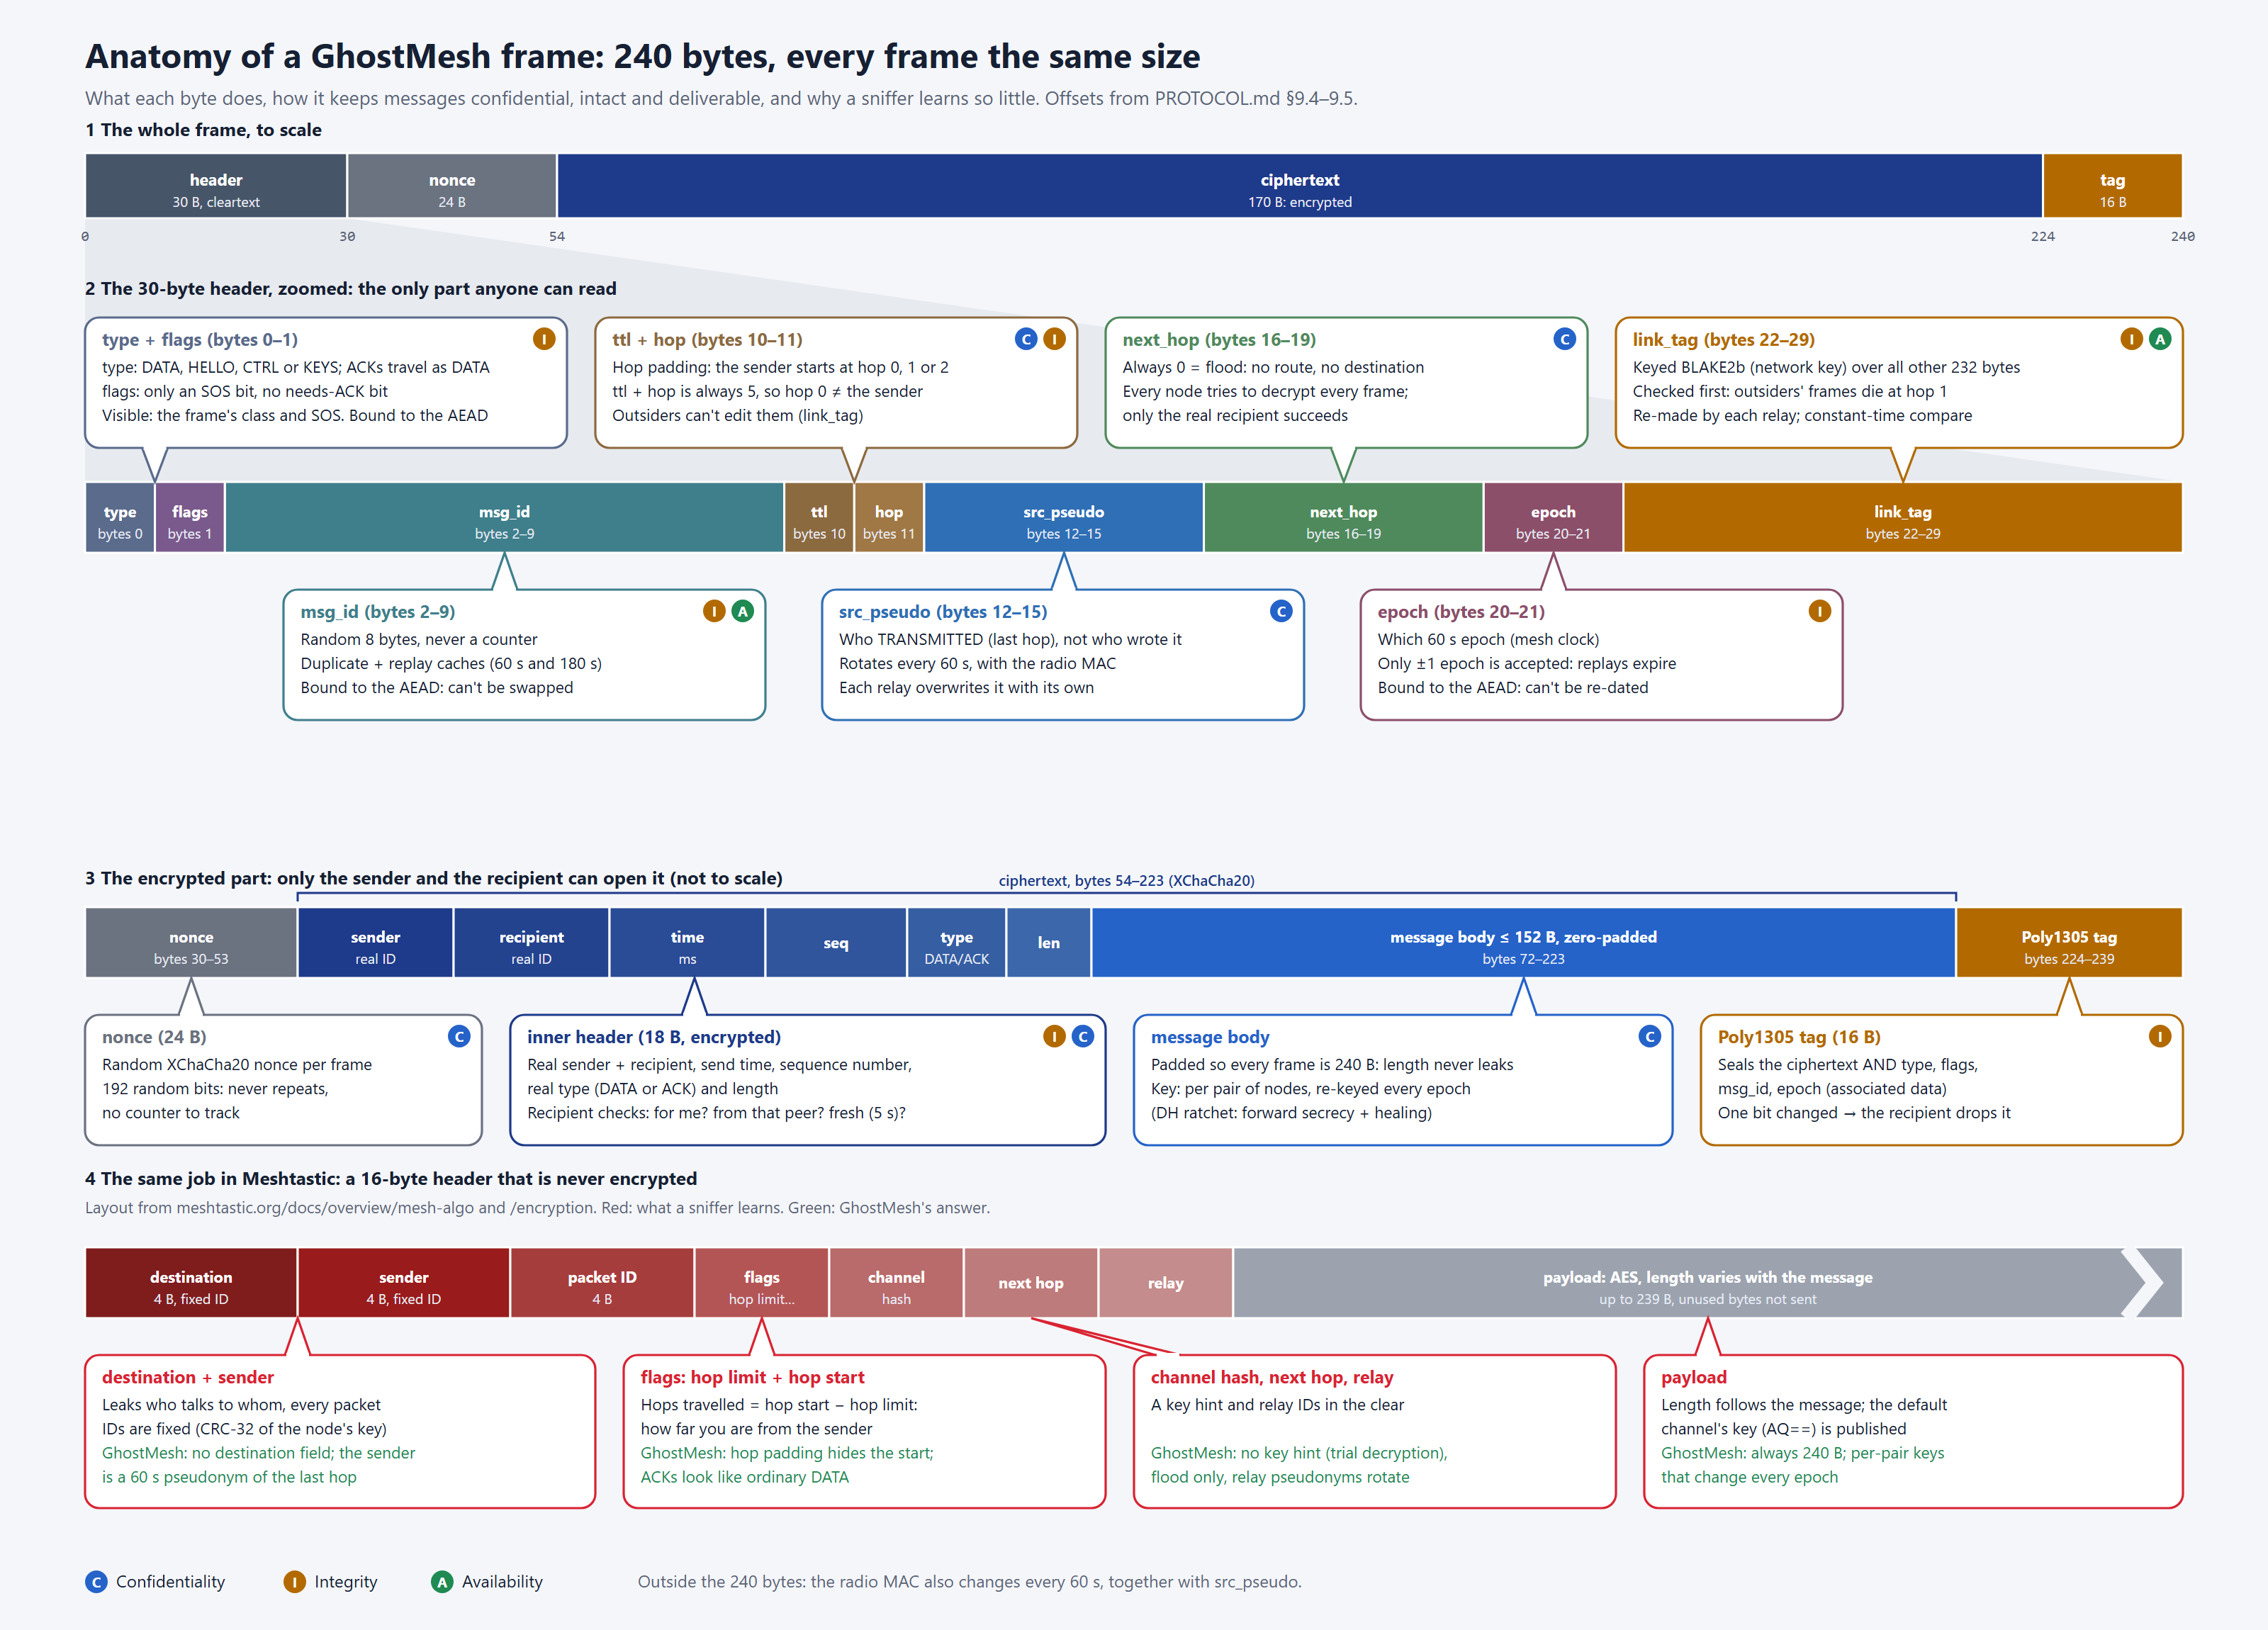 Anatomy of a GhostMesh frame: 240 bytes, every frame the same size
What each byte does, how it keeps messages confidential, intact and deliverable, and why a sniffer learns so little. Offsets from PROTOCOL.md §9.4–9.5.
1 The whole frame, to scale
header
30 B, cleartext
nonce
24 B
ciphertext
170 B: encrypted
tag
16 B
0
30
54
224
240
2 The 30-byte header, zoomed: the only part anyone can read
type + flags (bytes 0–1)
I
type: DATA, HELLO, CTRL or KEYS; ACKs travel as DATA
flags: only an SOS bit, no needs-ACK bit
Visible: the frame's class and SOS. Bound to the AEAD
ttl + hop (bytes 10–11)
C I
Hop padding: the sender starts at hop 0, 1 or 2
ttl + hop is always 5, so hop 0 ≠ the sender
Outsiders can't edit them (link_tag)
next_hop (bytes 16–19)
C
Always 0 = flood: no route, no destination
Every node tries to decrypt every frame;
only the real recipient succeeds
link_tag (bytes 22–29)
I A
Keyed BLAKE2b (network key) over all other 232 bytes
Checked first: outsiders' frames die at hop 1
Re-made by each relay; constant-time compare
type
bytes 0
flags
bytes 1
msg_id
bytes 2–9
ttl
bytes 10
hop
bytes 11
src_pseudo
bytes 12–15
next_hop
bytes 16–19
epoch
bytes 20–21
link_tag
bytes 22–29
msg_id (bytes 2–9)
I A
Random 8 bytes, never a counter
Duplicate + replay caches (60 s and 180 s)
Bound to the AEAD: can't be swapped
src_pseudo (bytes 12–15)
C
Who TRANSMITTED (last hop), not who wrote it
Rotates every 60 s, with the radio MAC
Each relay overwrites it with its own
epoch (bytes 20–21)
I
Which 60 s epoch (mesh clock)
Only ±1 epoch is accepted: replays expire
Bound to the AEAD: can't be re-dated
3 The encrypted part: only the sender and the recipient can open it (not to scale)
ciphertext, bytes 54–223 (XChaCha20)
nonce
bytes 30–53
sender
real ID
recipient
real ID
time
ms
seq
type
DATA/ACK
len
message body ≤ 152 B, zero-padded
bytes 72–223
Poly1305 tag
bytes 224–239
nonce (24 B)
C
Random XChaCha20 nonce per frame
192 random bits: never repeats,
no counter to track
inner header (18 B, encrypted)
I C
Real sender + recipient, send time, sequence number,
real type (DATA or ACK) and length
Recipient checks: for me? from that peer? fresh (5 s)?
message body
C
Padded so every frame is 240 B: length never leaks
Key: per pair of nodes, re-keyed every epoch
(DH ratchet: forward secrecy + healing)
Poly1305 tag (16 B)
I
Seals the ciphertext AND type, flags,
msg_id, epoch (associated data)
One bit changed → the recipient drops it
4 The same job in Meshtastic: a 16-byte header that is never encrypted
Layout from meshtastic.org/docs/overview/mesh-algo and /encryption. Red: what a sniffer learns. Green: GhostMesh's answer.
destination
4 B, fixed ID
sender
4 B, fixed ID
packet ID
4 B
flags
hop limit...
channel
hash
next hop
relay
payload: AES, length varies with the message
up to 239 B, unused bytes not sent
destination + sender
Leaks who talks to whom, every packet
IDs are fixed (CRC-32 of the node's key)
GhostMesh: no destination field; the sender
is a 60 s pseudonym of the last hop
flags: hop limit + hop start
Hops travelled = hop start − hop limit:
how far you are from the sender
GhostMesh: hop padding hides the start;
ACKs look like ordinary DATA
channel hash, next hop, relay
A key hint and relay IDs in the clear
GhostMesh: no key hint (trial decryption),
flood only, relay pseudonyms rotate
payload
Length follows the message; the default
channel's key (AQ==) is published
GhostMesh: always 240 B; per-pair keys
that change every epoch
C Confidentiality
I Integrity
A Availability
Outside the 240 bytes: the radio MAC also changes every 60 s, together with src_pseudo.